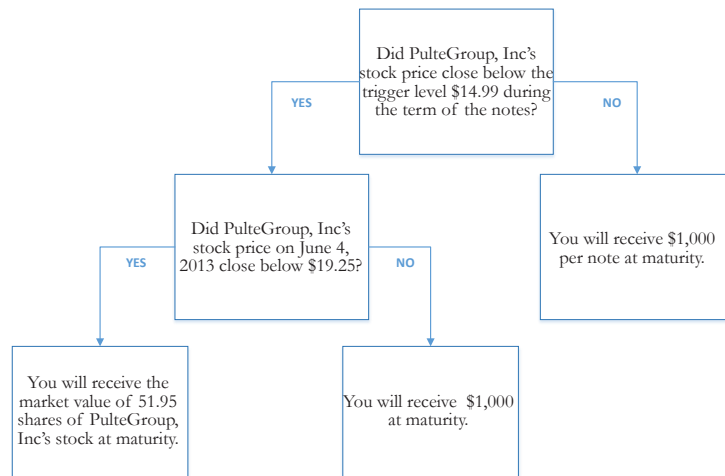 Did PulteGroup, Inc's
stock price close below the
trigger level $14.99 during
the term of the notes?
YES
NO
Did PulteGroup, Inc's
stock price on June 4,
2013 close below $19.25?
You will receive $1,000
per note at maturity.
YES
NO
You will receive the
market value of 51.95
shares of PulteGroup,
Inc's stock at maturity.
You will receive $1,000
at maturity.